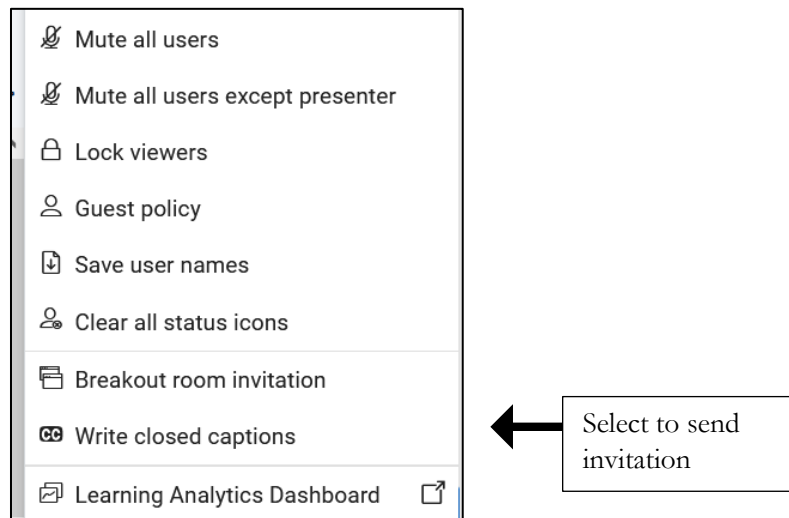 Mute all users
Mute all users except presenter
Lock viewers
Guest policy
Save user names
Clear all status icons
Breakout room invitation
CC Write closed captions
Learning Analytics Dashboard
Select to send
invitation